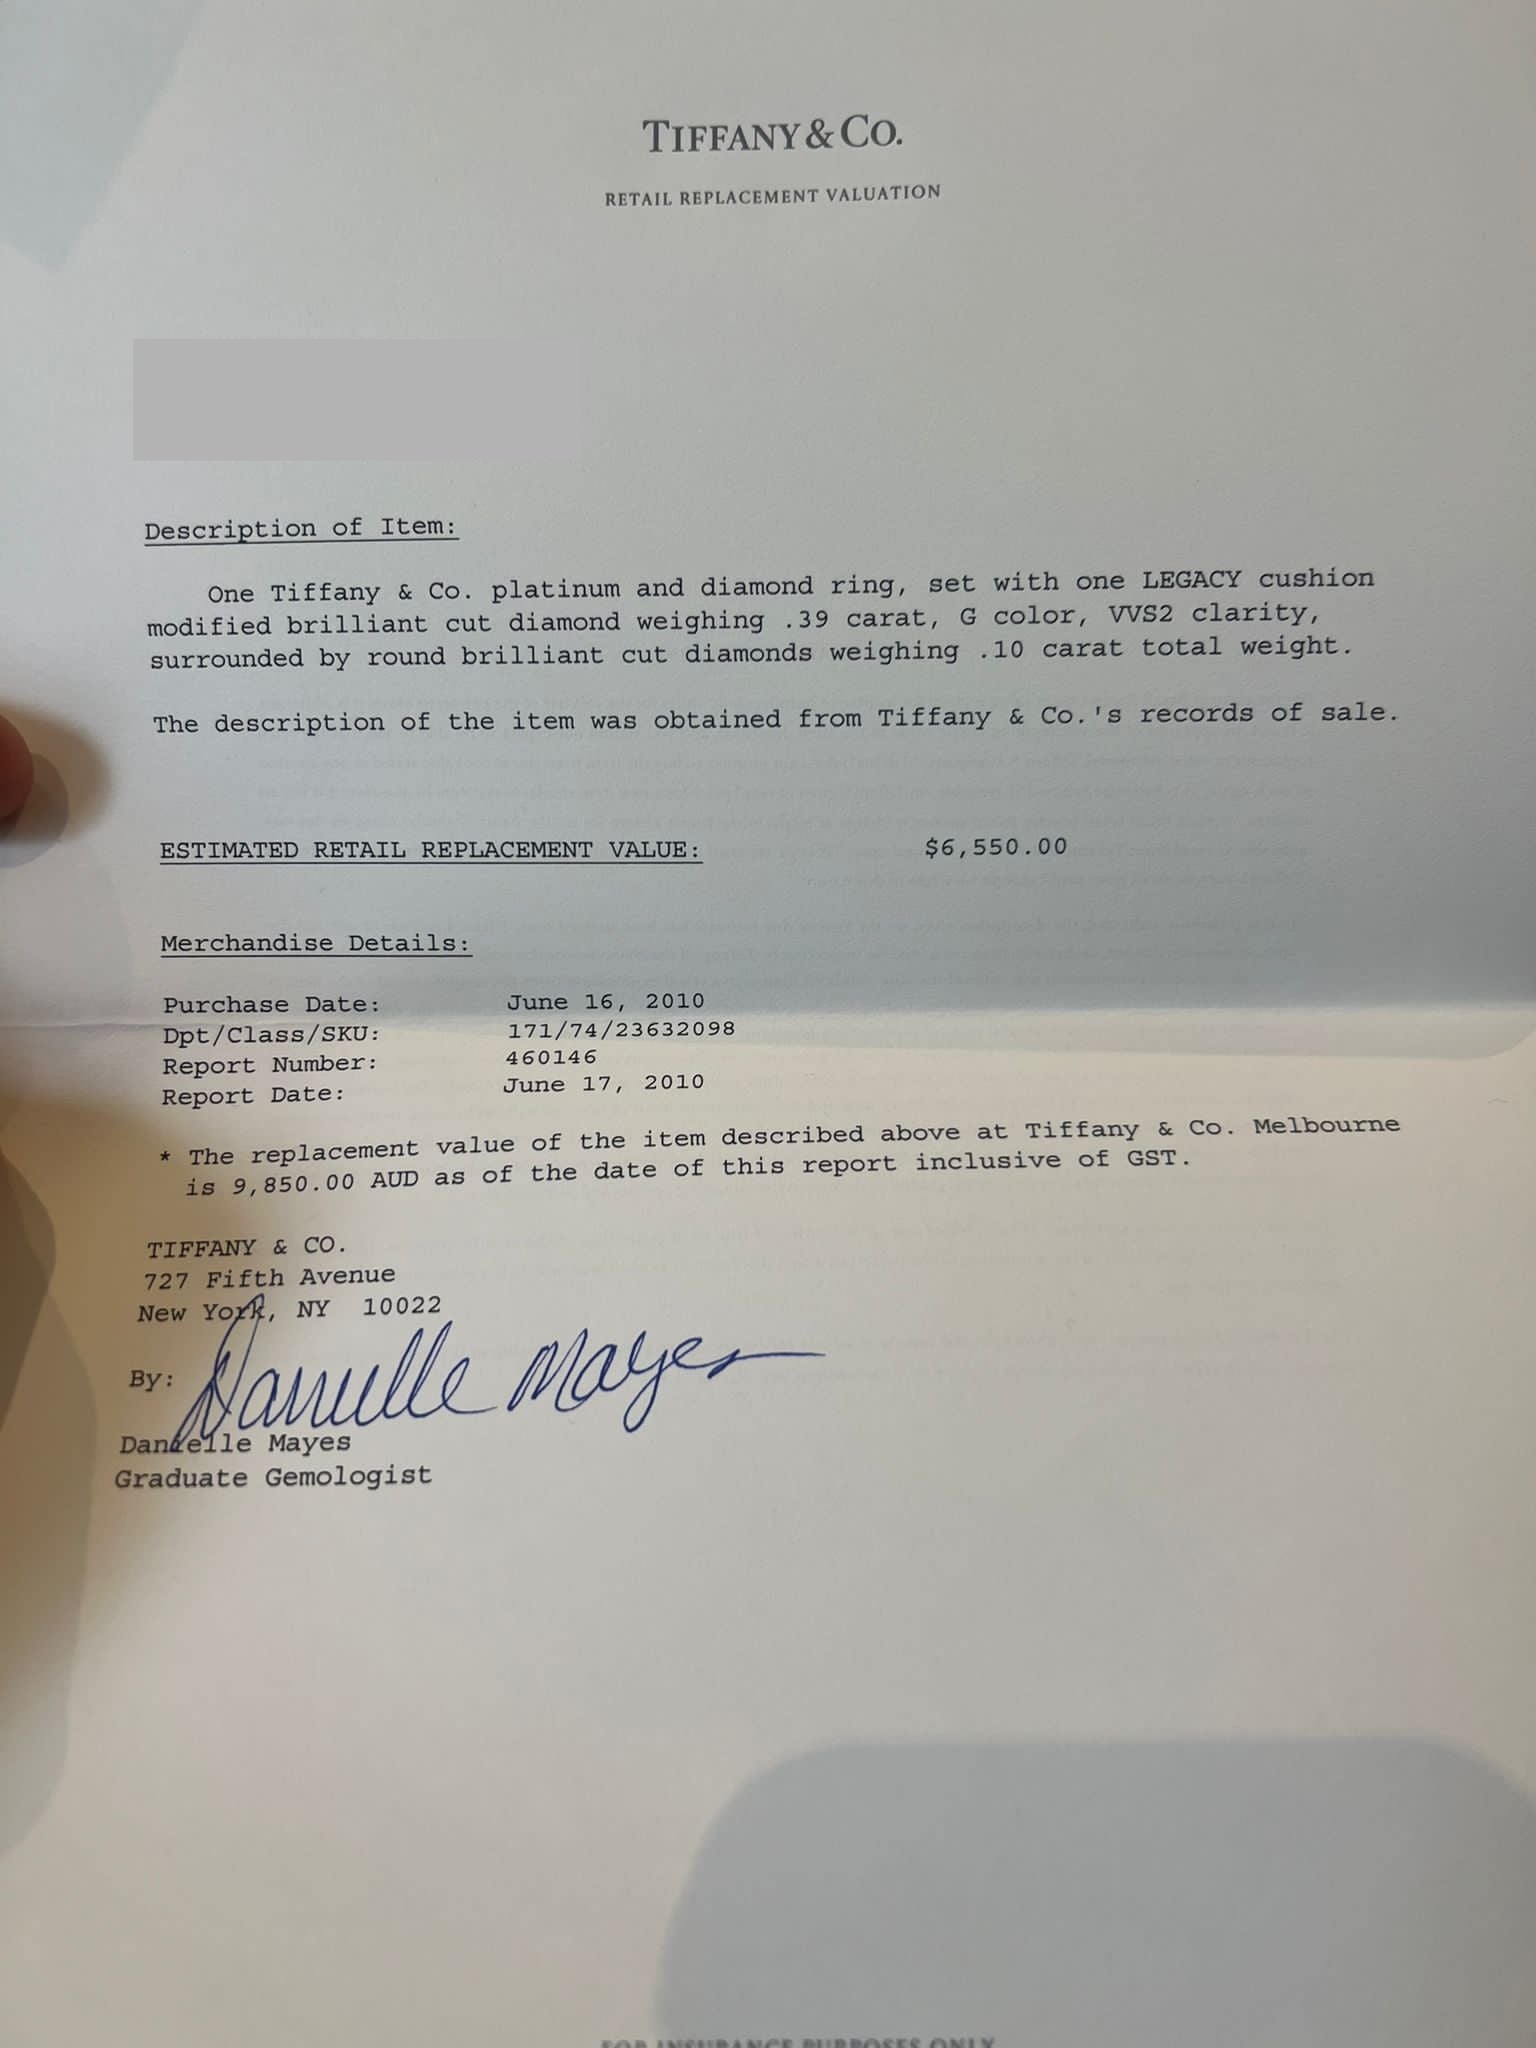 TIFFANY & CO.
RETAIL REPLACEMENT VALUATION
Description of Item:
One Tiffany & Co. platinum and diamond ring, set with one LEGACY cushion
modified brilliant cut diamond weighing .39 carat, G color, VVS2 clarity,
surrounded by round brilliant cut diamonds weighing .10 carat total weight.
The description of the item was obtained from Tiffany & Co.'s records of sale.
ESTIMATED RETAIL REPLACEMENT VALUE: $6,550.00
Merchandise Details:
Purchase Date: June 16, 2010
Dpt/Class/SKU: 171/74/23632098
Report Number: 460146
Report Date: June 17, 2010
* The replacement value of the item described above at Tiffany & Co. Melbourne
is 9,850.00 AUD as of the date of this report inclusive of GST.
TIFFANY & CO.
727 Fifth Avenue
New York, NY 10022
By: Danielle Mayes
Danielle Mayes
Graduate Gemologist
FOR INSURANCE PURPOSES ONLY